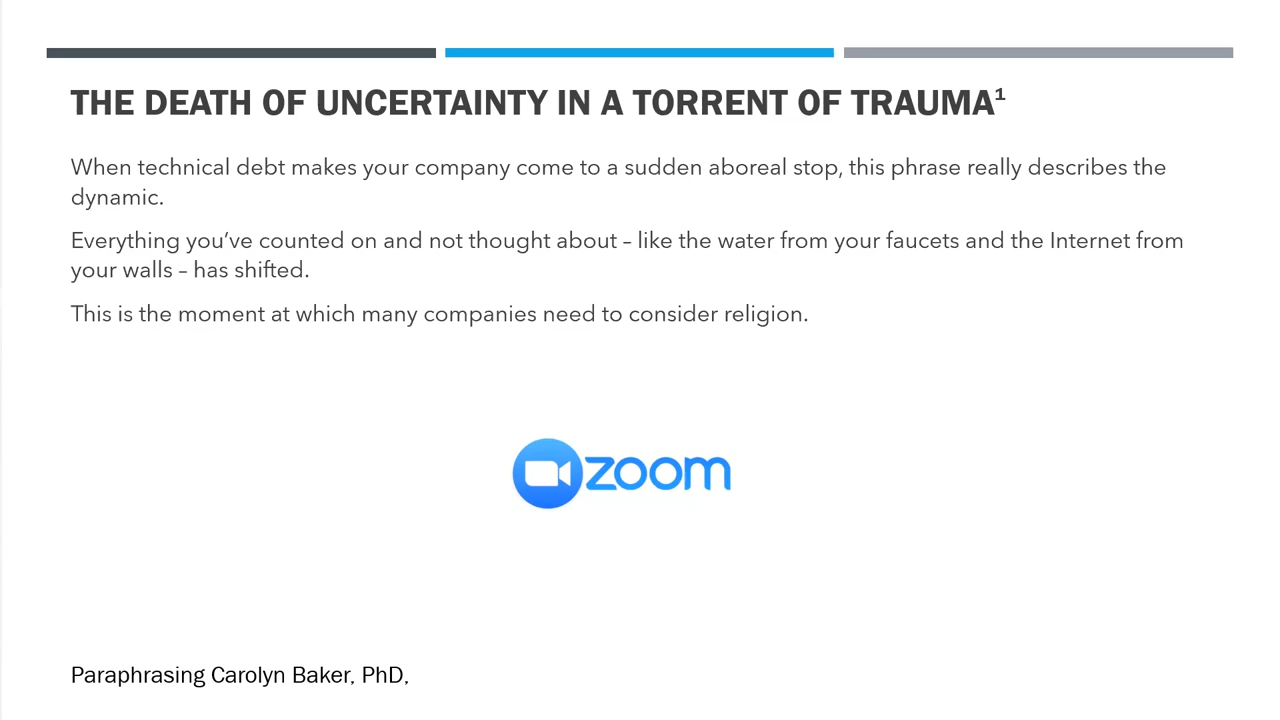 THE DEATH OF UNCERTAINTY IN A TORRENT OF TRAUMA¹
When technical debt makes your company come to a sudden aboreal stop, this phrase really describes the
dynamic.
Everything you’ve counted on and not thought about – like the water from your faucets and the Internet from
your walls – has shifted.
This is the moment at which many companies need to consider religion.
zoom
Paraphrasing Carolyn Baker, PhD,